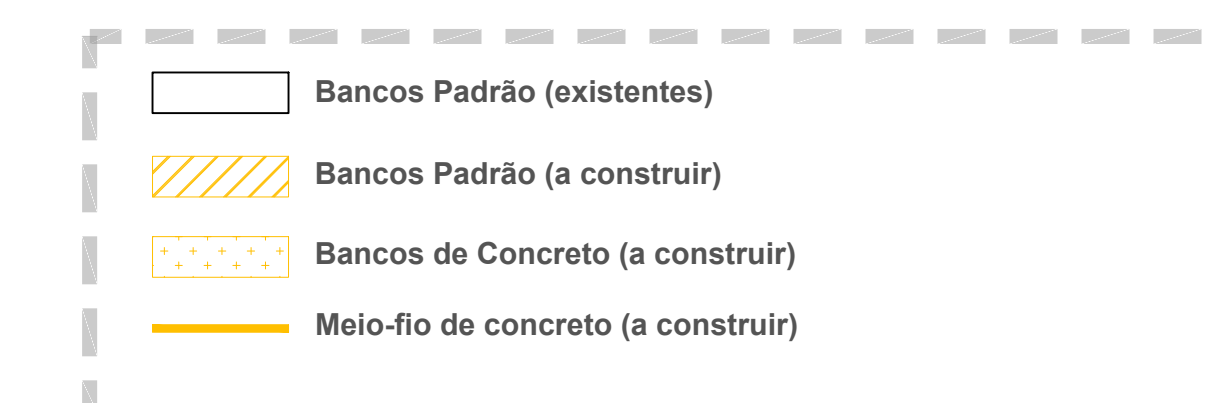 Bancos Padrão (existentes)
Bancos Padrão (a construir)
Bancos de Concreto (a construir)
Meio-fio de concreto (a construir)